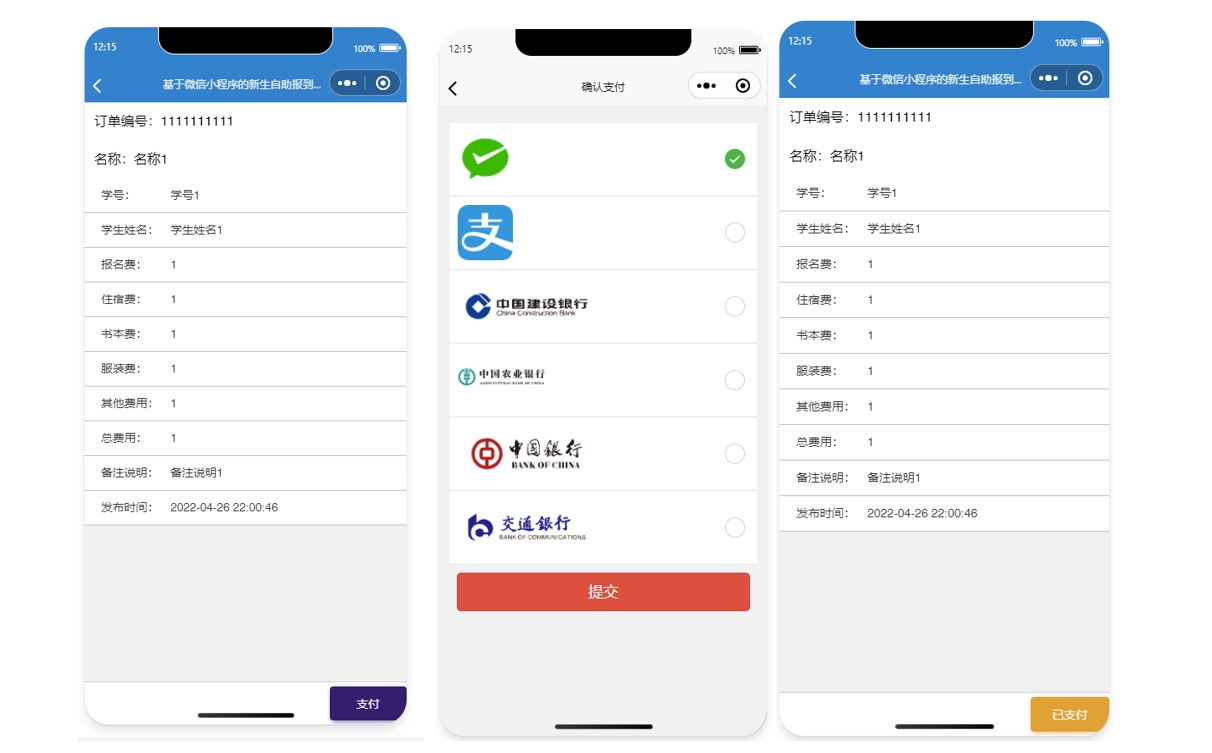 12:15
100%
基于微信小程序的新生自助报到...
订单编号：1111111111
名称：名称1
学号： 学号1
学生姓名： 学生姓名1
报名费： 1
住宿费： 1
书本费： 1
服装费： 1
其他费用： 1
总费用： 1
备注说明： 备注说明1
发布时间： 2022-04-26 22:00:46
支付
12:15
100%
确认支付
支
中国建设银行
China Construction Bank
中国农业银行
AGRICULTURAL BANK OF CHINA
中国銀行
BANK OF CHINA
交通銀行
BANK OF COMMUNICATIONS
提交
12:15
100%
基于微信小程序的新生自助报到...
订单编号：1111111111
名称：名称1
学号： 学号1
学生姓名： 学生姓名1
报名费： 1
住宿费： 1
书本费： 1
服装费： 1
其他费用： 1
总费用： 1
备注说明： 备注说明1
发布时间： 2022-04-26 22:00:46
已支付